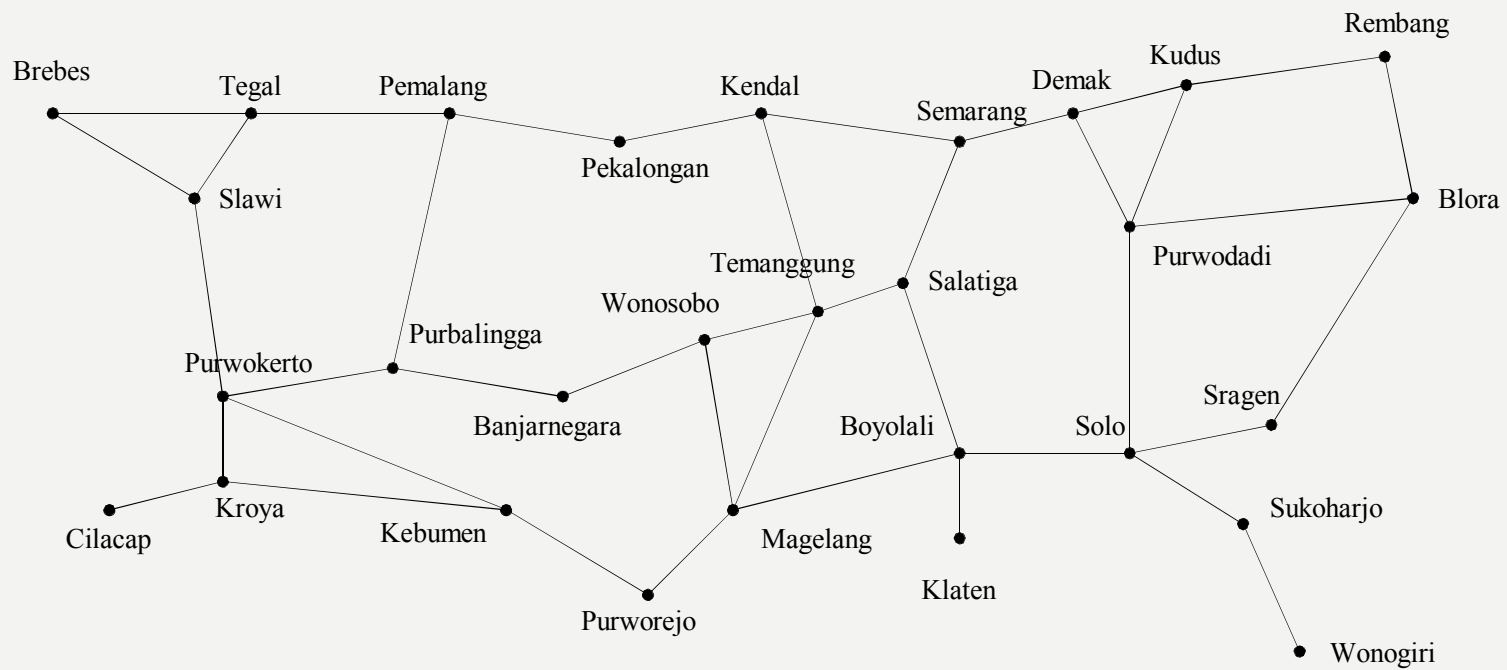 Rembang
Kudus
Brebes
Tegal
Pemalang
Kendal
Demak
Semarang
Pekalongan
Slawi
Blora
Purwodadi
Temanggung
Salatiga
Wonosobo
Purbalingga
Purwokerto
Sragen
Banjarnegara
Boyolali
Solo
Kroya
Sukoharjo
Cilacap
Kebumen
Magelang
Klaten
Purworejo
Wonogiri